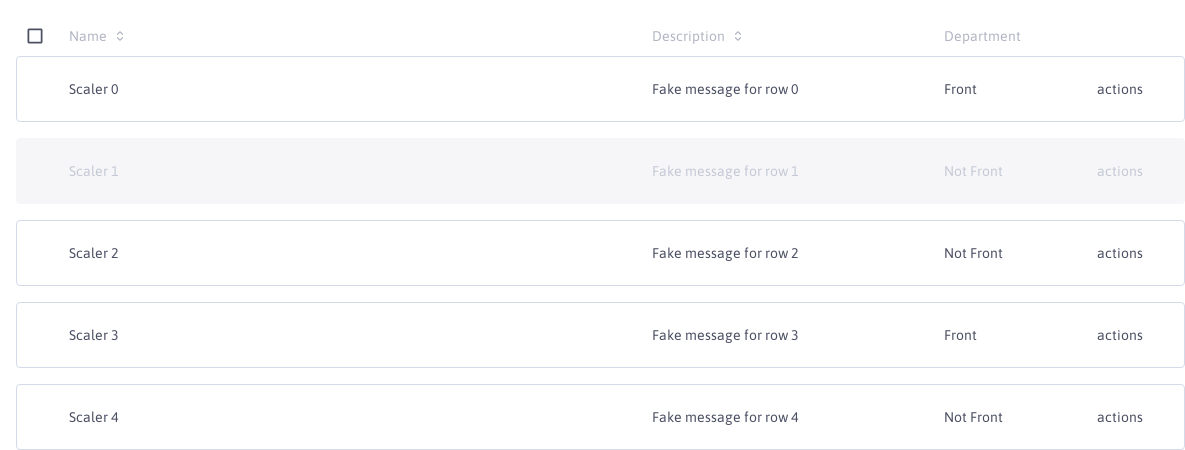 Name Description Department
Scaler 0 Fake message for row 0 Front actions
Scaler 1 Fake message for row 1 Not Front actions
Scaler 2 Fake message for row 2 Not Front actions
Scaler 3 Fake message for row 3 Front actions
Scaler 4 Fake message for row 4 Not Front actions